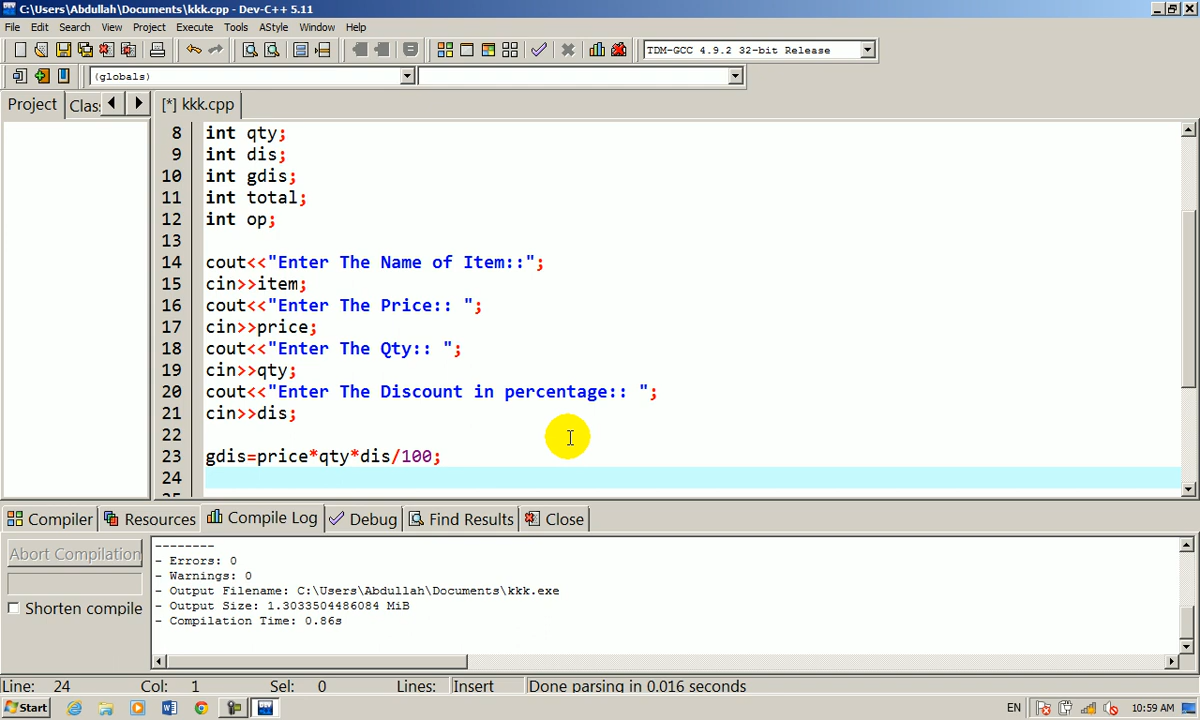 C:\Users\Abdullah\Documents\kkk.cpp - Dev-C++ 5.11
File Edit Search View Project Execute Tools AStyle Window Help
TDM-GCC 4.9.2 32-bit Release
(globals)
Project Clas [*] kkk.cpp
8 int qty;
9 int dis;
10 int gdis;
11 int total;
12 int op;
13
14 cout<<"Enter The Name of Item::";
15 cin>>item;
16 cout<<"Enter The Price:: ";
17 cin>>price;
18 cout<<"Enter The Qty:: ";
19 cin>>qty;
20 cout<<"Enter The Discount in percentage:: ";
21 cin>>dis;
22
23 gdis=price*qty*dis/100;
24
25
Compiler Resources Compile Log Debug Find Results Close
Abort Compilation
Shorten compile
--------
- Errors: 0
- Warnings: 0
- Output Filename: C:\Users\Abdullah\Documents\kkk.exe
- Output Size: 1.3033504486084 MiB
- Compilation Time: 0.86s
Line: 24 Col: 1 Sel: 0 Lines: Insert Done parsing in 0.016 seconds
Start EN 10:59 AM